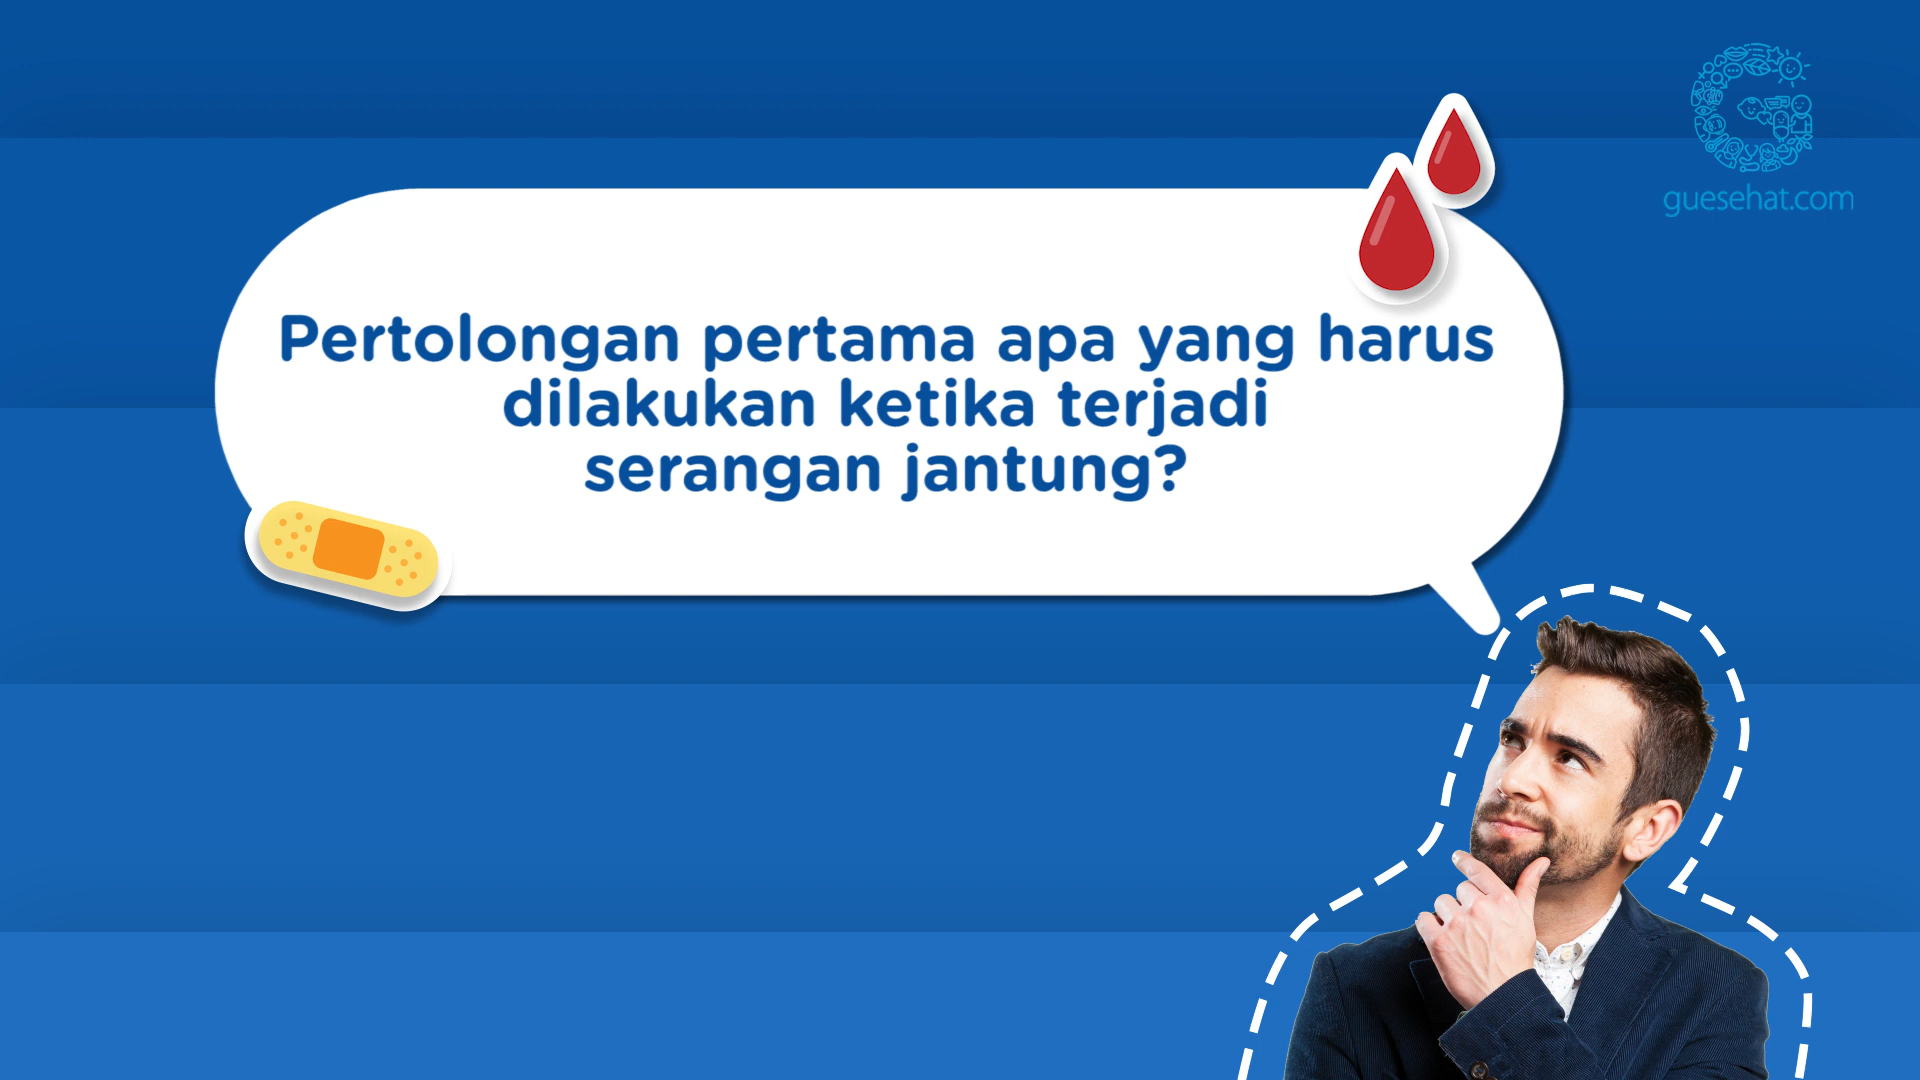 guesehat.com
Pertolongan pertama apa yang harus
dilakukan ketika terjadi
serangan jantung?